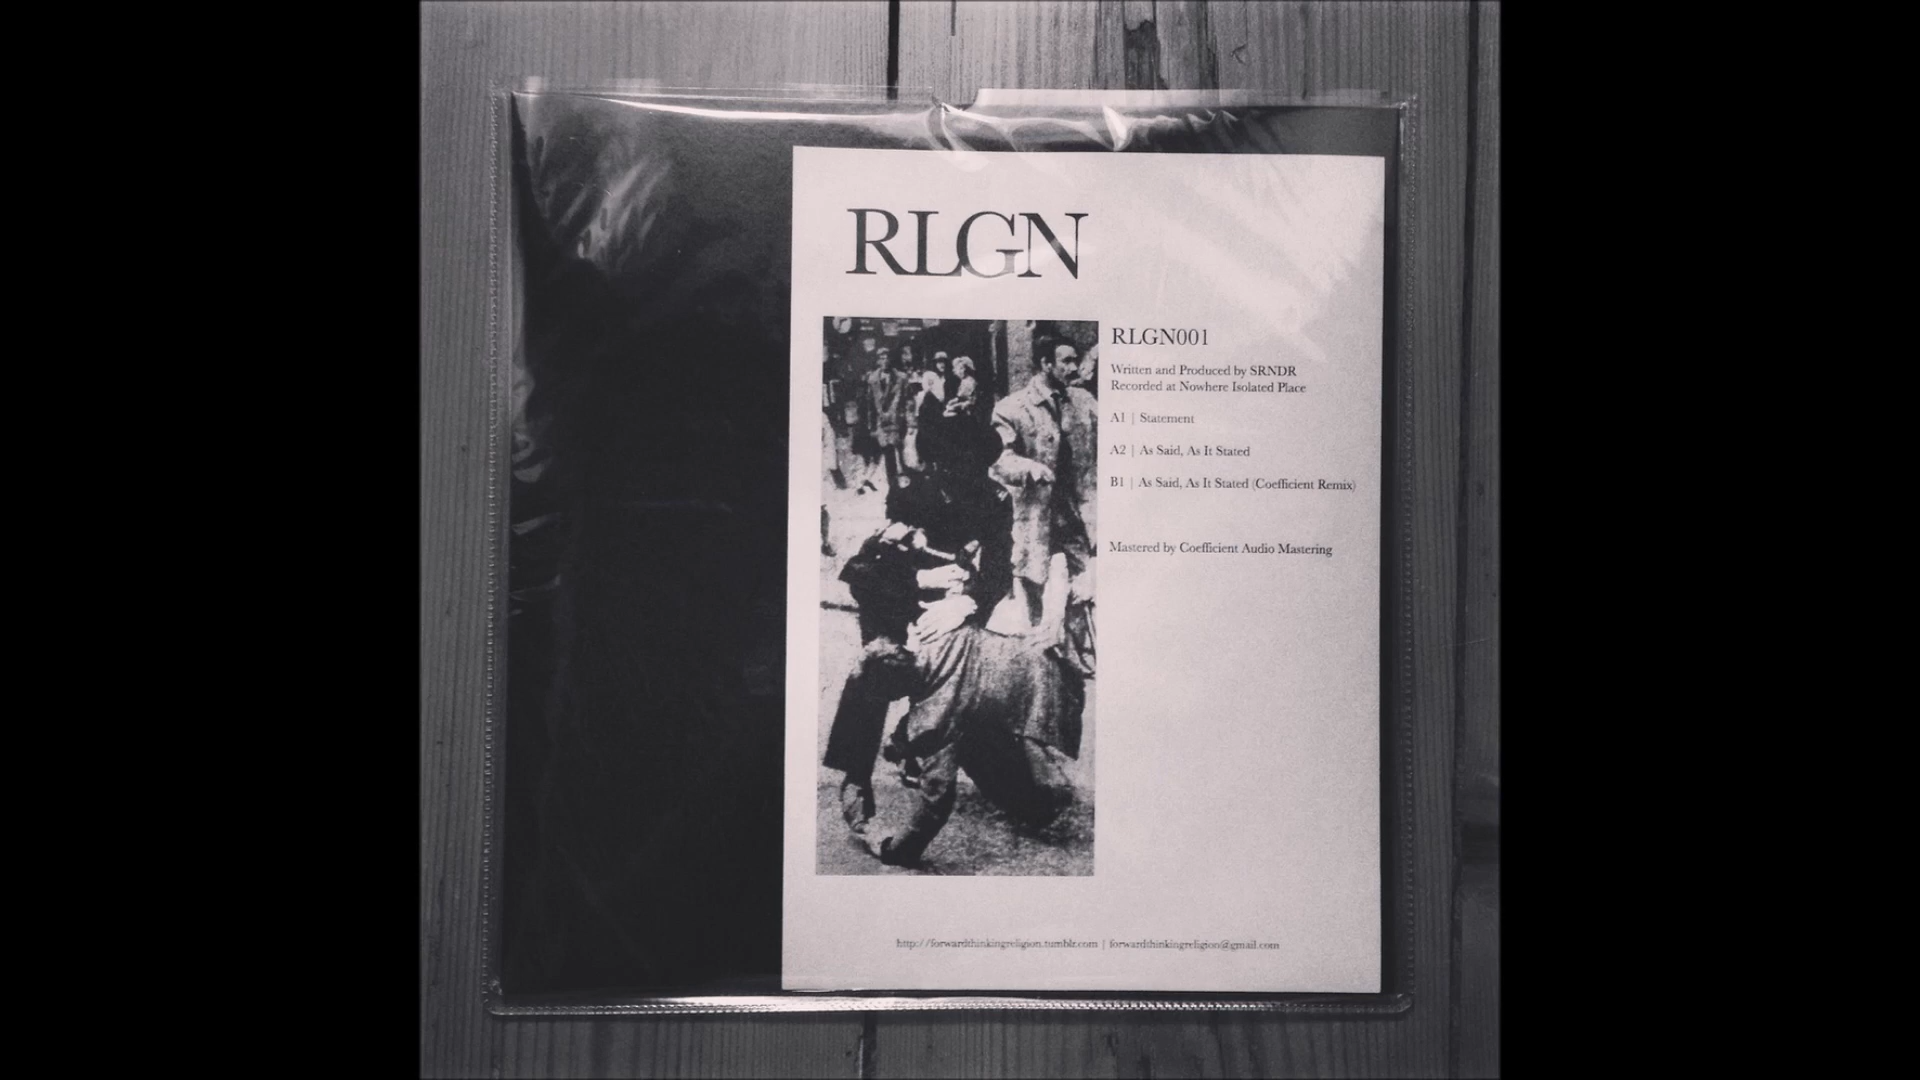 RLGN
RLGN001
Written and Produced by SRNDR
Recorded at Nowhere Isolated Place
A1 | Statement
A2 | As Said, As It Stated
B1 | As Said, As It Stated (Coefficient Remix)
Mastered by Coefficient Audio Mastering
http://forwardthinkingreligion.tumblr.com | forwardthinkingreligion@gmail.com